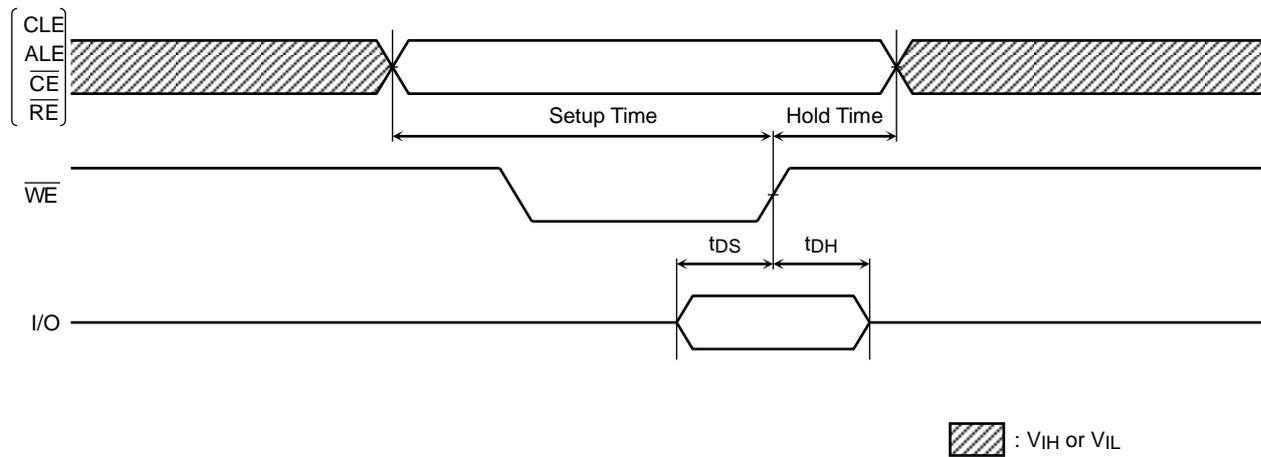 CLE
ALE
CE
RE
Setup Time
Hold Time
WE
tDS
tDH
I/O
: VIH or VIL